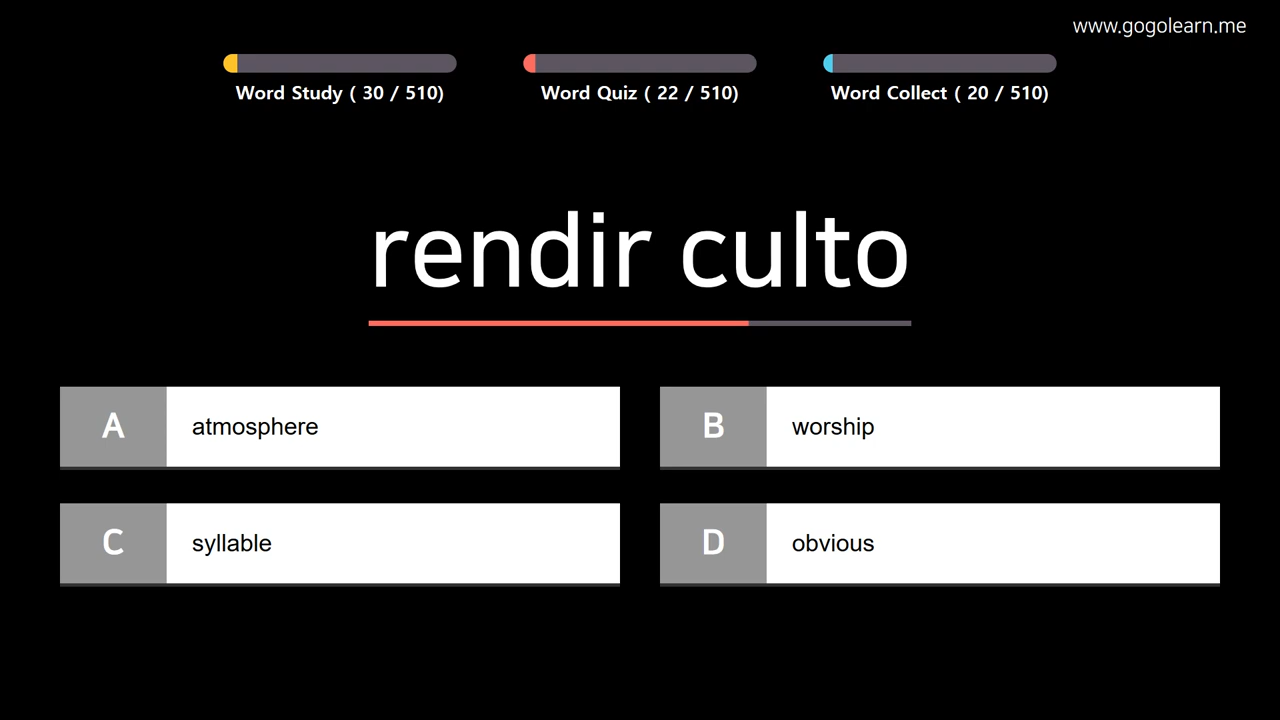 www.gogolearn.me
Word Study ( 30 / 510)
Word Quiz ( 22 / 510)
Word Collect ( 20 / 510)
rendir culto
A atmosphere
B worship
C syllable
D obvious